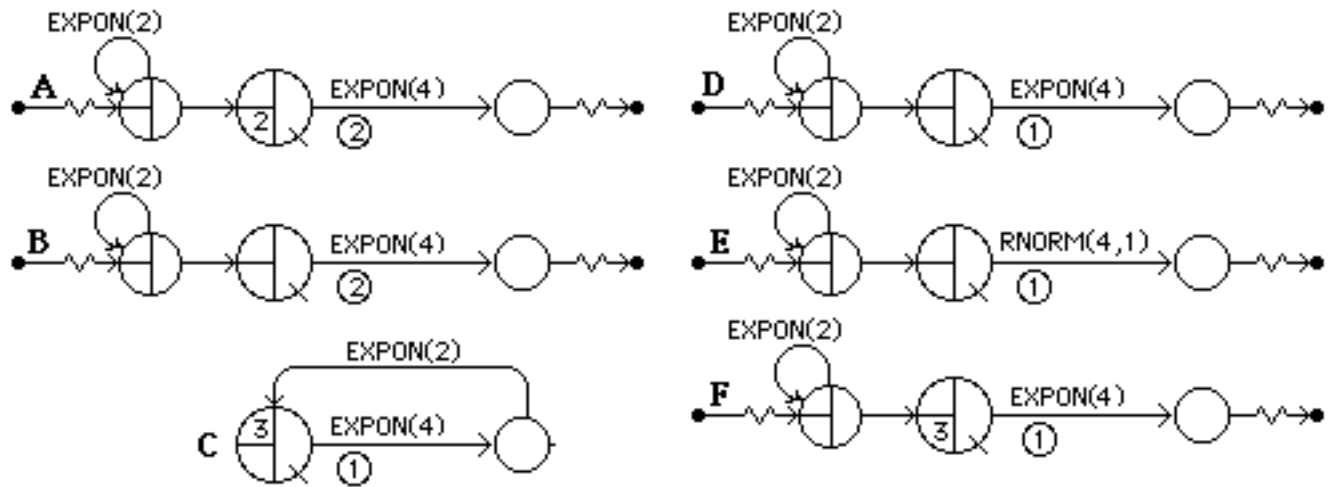 EXPON(2)
A
2
EXPON(4)
2
EXPON(2)
B
EXPON(4)
2
EXPON(2)
C
3
EXPON(4)
1
EXPON(2)
D
EXPON(4)
1
EXPON(2)
E
RNORM(4,1)
1
EXPON(2)
F
3
EXPON(4)
1